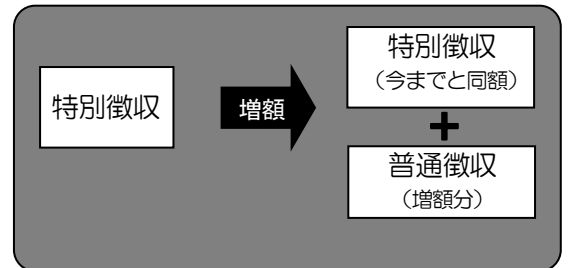 特別徴収
増額
特別徴収
（今までと同額）
+
普通徴収
（増額分）